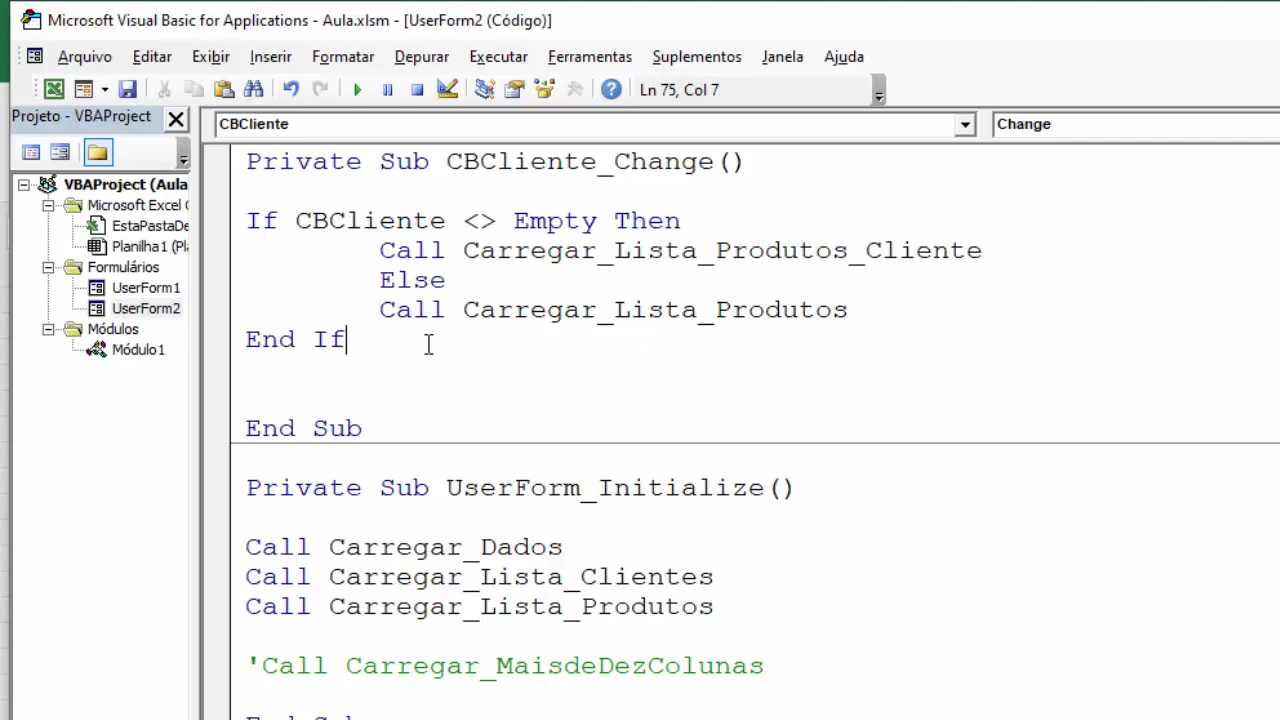 Microsoft Visual Basic for Applications - Aula.xlsm - [UserForm2 (Código)]
Arquivo Editar Exibir Inserir Formatar Depurar Executar Ferramentas Suplementos Janela Ajuda
Ln 75, Col 7
Projeto - VBAProject
CBCliente
Change
VBAProject (Aula
Microsoft Excel O
EstaPastaDe
Planilha1 (Pla
Formulários
UserForm1
UserForm2
Módulos
Módulo1
Private Sub CBCliente_Change()
If CBCliente <> Empty Then
Call Carregar_Lista_Produtos_Cliente
Else
Call Carregar_Lista_Produtos
End If
End Sub
Private Sub UserForm_Initialize()
Call Carregar_Dados
Call Carregar_Lista_Clientes
Call Carregar_Lista_Produtos
'Call Carregar_MaisdeDezColunas
End Sub